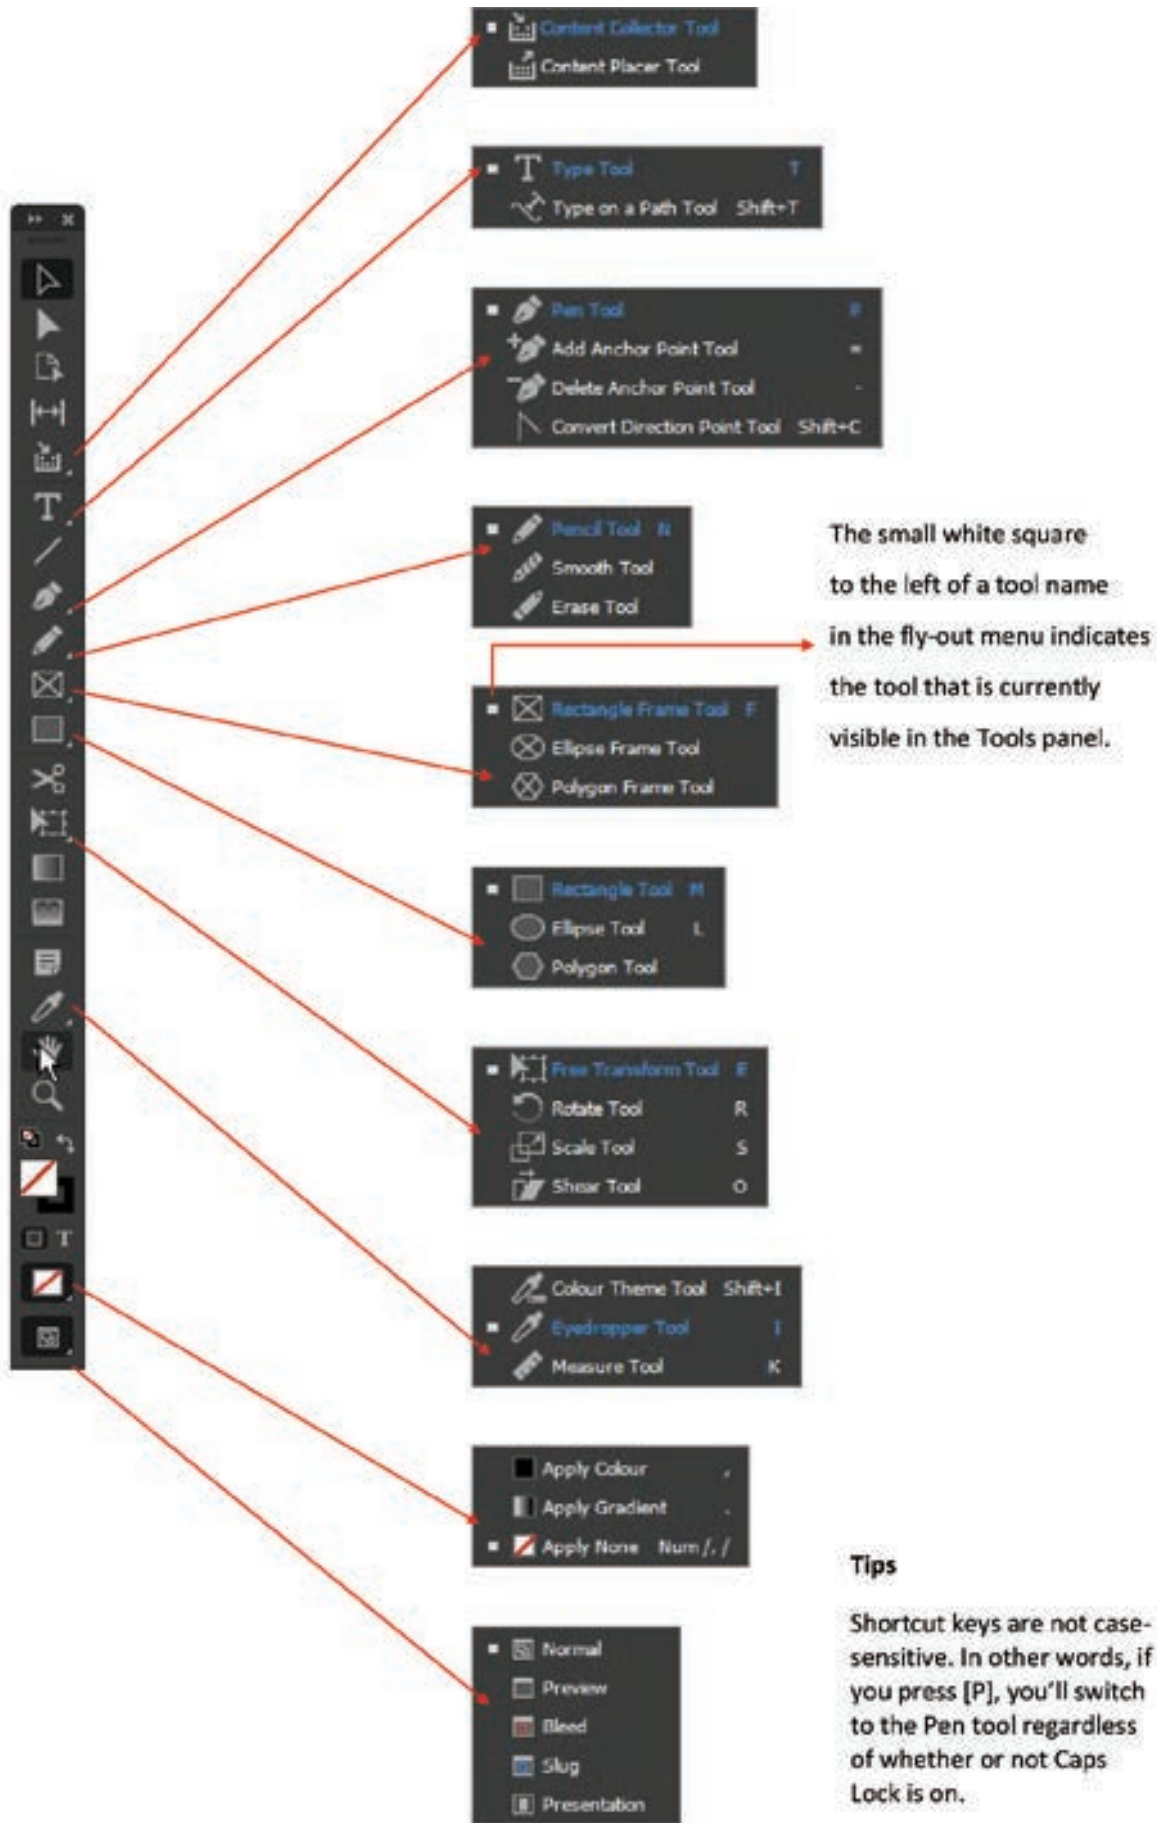 Content Collector Tool
Content Placer Tool
Type Tool T
Type on a Path Tool Shift+T
Pen Tool P
Add Anchor Point Tool =
Delete Anchor Point Tool -
Convert Direction Point Tool Shift+C
Pencil Tool N
Smooth Tool
Erase Tool
The small white square
to the left of a tool name
in the fly-out menu indicates
the tool that is currently
visible in the Tools panel.
Rectangle Frame Tool F
Ellipse Frame Tool
Polygon Frame Tool
Rectangle Tool M
Ellipse Tool L
Polygon Tool
Free Transform Tool E
Rotate Tool R
Scale Tool S
Shear Tool O
Colour Theme Tool Shift+I
Eyedropper Tool I
Measure Tool K
Apply Colour ,
Apply Gradient .
Apply None Num /, /
Normal
Preview
Bleed
Slug
Presentation
Tips
Shortcut keys are not case-
sensitive. In other words, if
you press [P], you'll switch
to the Pen tool regardless
of whether or not Caps
Lock is on.